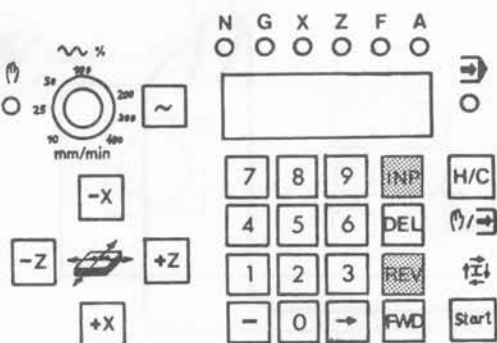 N G X Z F A
%
50 100 200
25 300
10 400
mm/min
~
-X
-Z +Z
+X
7 8 9 INP H/C
4 5 6 DEL
1 2 3 REV
- 0 → FWD Start